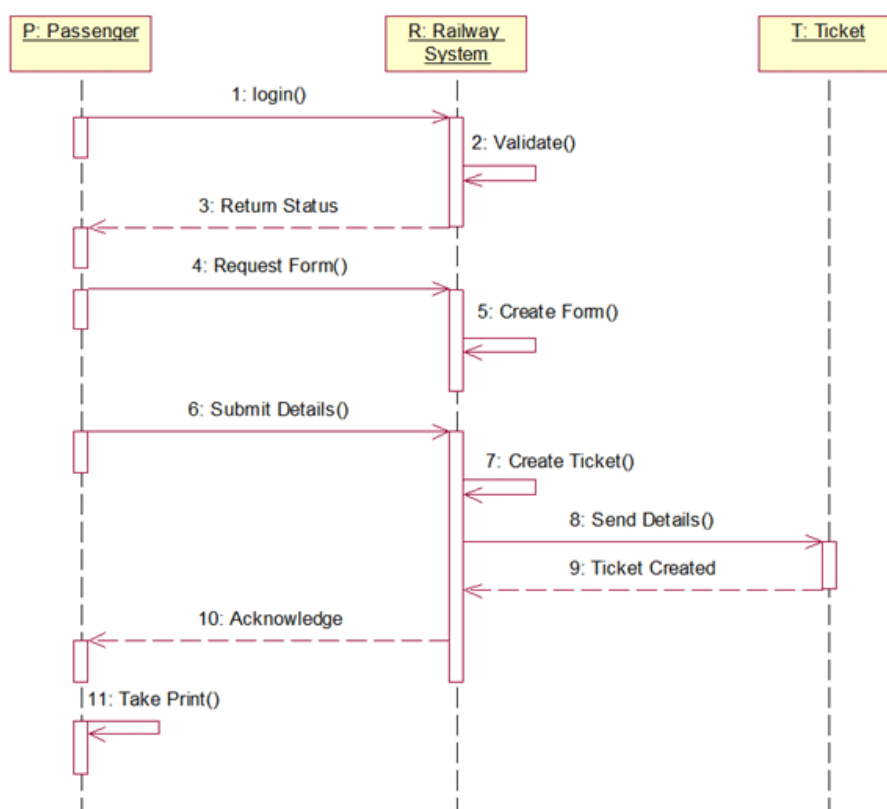 P: Passenger
R: Railway
System
T: Ticket
1: login()
2: Validate()
3: Return Status
4: Request Form()
5: Create Form()
6: Submit Details()
7: Create Ticket()
8: Send Details()
9: Ticket Created
10: Acknowledge
11: Take Print()